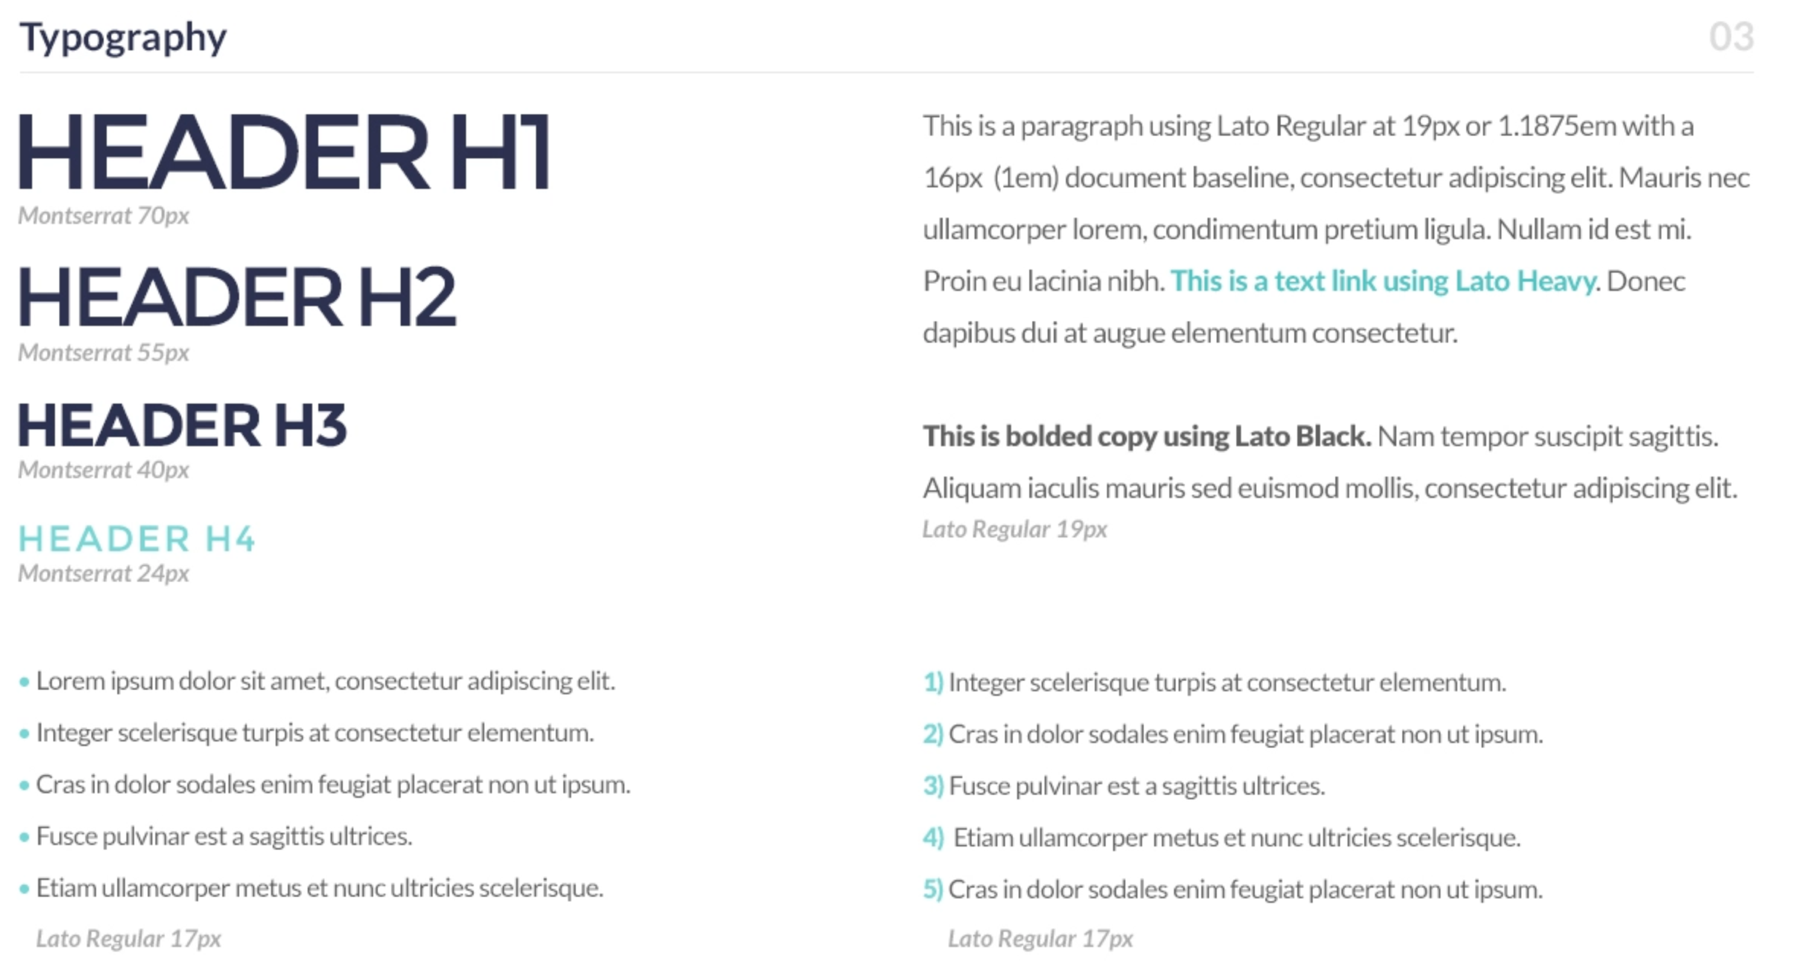 Typography
03
HEADER H1
Montserrat 70px
HEADER H2
Montserrat 55px
HEADER H3
Montserrat 40px
HEADER H4
Montserrat 24px
This is a paragraph using Lato Regular at 19px or 1.1875em with a
16px (1em) document baseline, consectetur adipiscing elit. Mauris nec
ullamcorper lorem, condimentum pretium ligula. Nullam id est mi.
Proin eu lacinia nibh. This is a text link using Lato Heavy. Donec
dapibus dui at augue elementum consectetur.
This is bolded copy using Lato Black. Nam tempor suscipit sagittis.
Aliquam iaculis mauris sed euismod mollis, consectetur adipiscing elit.
Lato Regular 19px
• Lorem ipsum dolor sit amet, consectetur adipiscing elit.
• Integer scelerisque turpis at consectetur elementum.
• Cras in dolor sodales enim feugiat placerat non ut ipsum.
• Fusce pulvinar est a sagittis ultrices.
• Etiam ullamcorper metus et nunc ultricies scelerisque.
Lato Regular 17px
1) Integer scelerisque turpis at consectetur elementum.
2) Cras in dolor sodales enim feugiat placerat non ut ipsum.
3) Fusce pulvinar est a sagittis ultrices.
4) Etiam ullamcorper metus et nunc ultricies scelerisque.
5) Cras in dolor sodales enim feugiat placerat non ut ipsum.
Lato Regular 17px